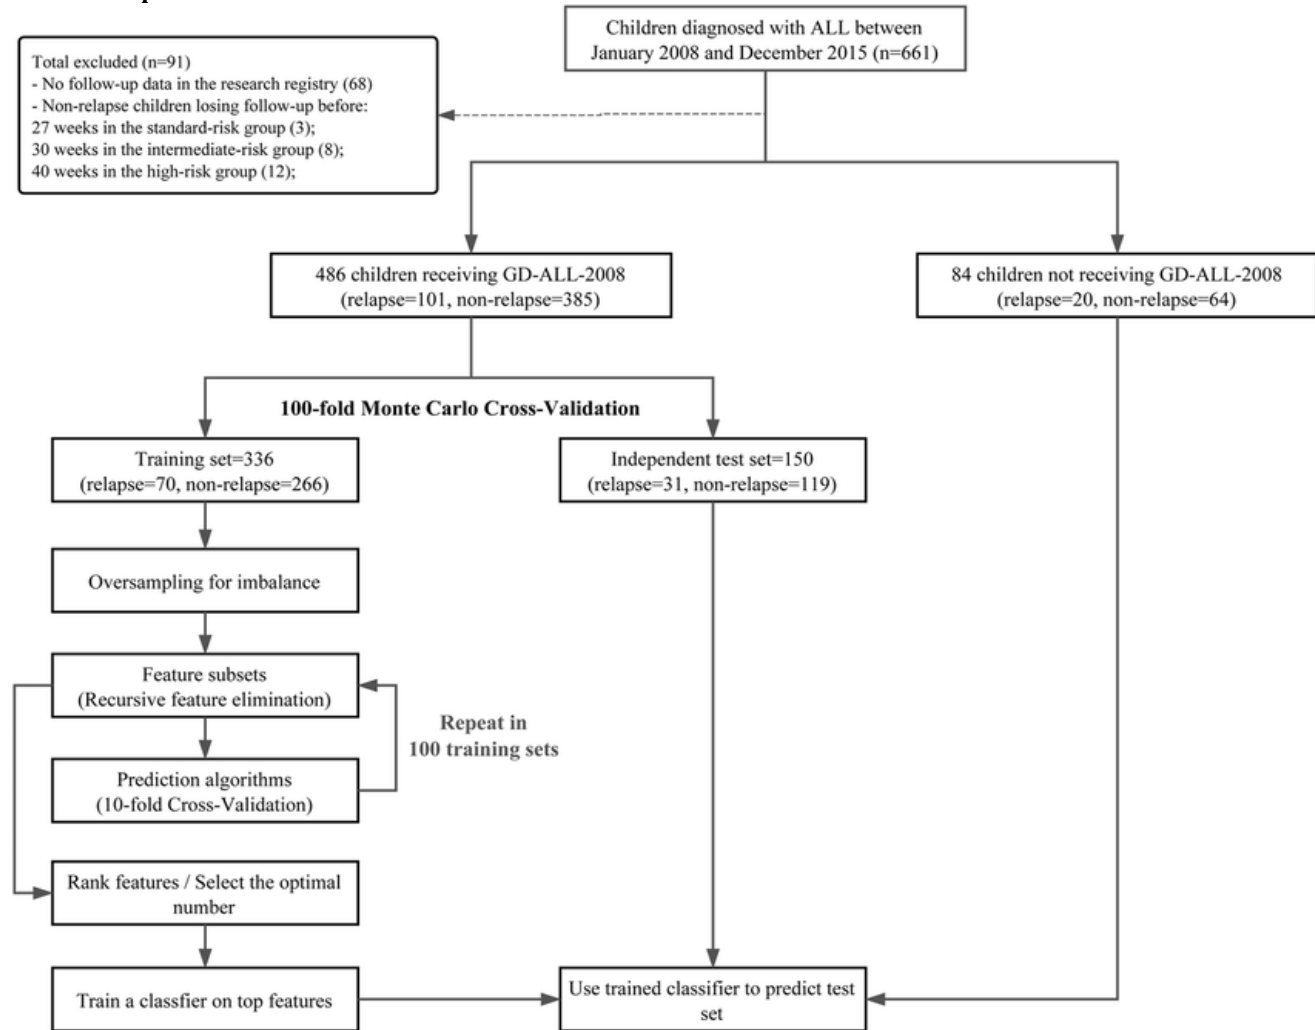 Children diagnosed with ALL between
January 2008 and December 2015 (n=661)
Total excluded (n=91)
- No follow-up data in the research registry (68)
- Non-relapse children losing follow-up before:
27 weeks in the standard-risk group (3);
30 weeks in the intermediate-risk group (8);
40 weeks in the high-risk group (12);
486 children receiving GD-ALL-2008
(relapse=101, non-relapse=385)
84 children not receiving GD-ALL-2008
(relapse=20, non-relapse=64)
100-fold Monte Carlo Cross-Validation
Training set=336
(relapse=70, non-relapse=266)
Independent test set=150
(relapse=31, non-relapse=119)
Oversampling for imbalance
Feature subsets
(Recursive feature elimination)
Repeat in
100 training sets
Prediction algorithms
(10-fold Cross-Validation)
Rank features / Select the optimal
number
Train a classfier on top features
Use trained classifier to predict test
set